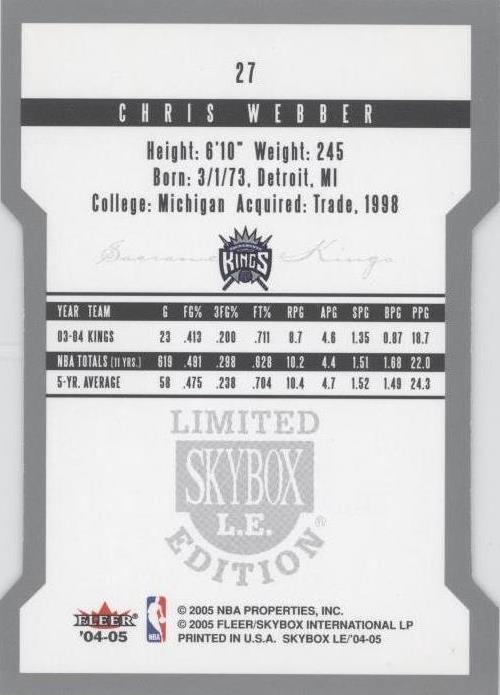 27
CHRIS WEBBER
Height: 6'10" Weight: 245
Born: 3/1/73, Detroit, MI
College: Michigan Acquired: Trade, 1998
Sacramento Kings
KINGS
YEAR TEAM G FG% 3FG% FT% RPG APG SPG BPG PPG
03-04 KINGS 23 .413 .200 .711 8.7 4.6 1.35 0.87 18.7
NBA TOTALS (11 YRS.) 619 .491 .298 .628 10.2 4.4 1.51 1.68 22.0
5-YR. AVERAGE 58 .475 .238 .704 10.4 4.7 1.52 1.49 24.3
LIMITED
SKYBOX
L.E.
EDITION®
FLEER
'04-05
NBA
© 2005 NBA PROPERTIES, INC.
© 2005 FLEER/SKYBOX INTERNATIONAL LP
PRINTED IN U.S.A. SKYBOX LE/'04-05